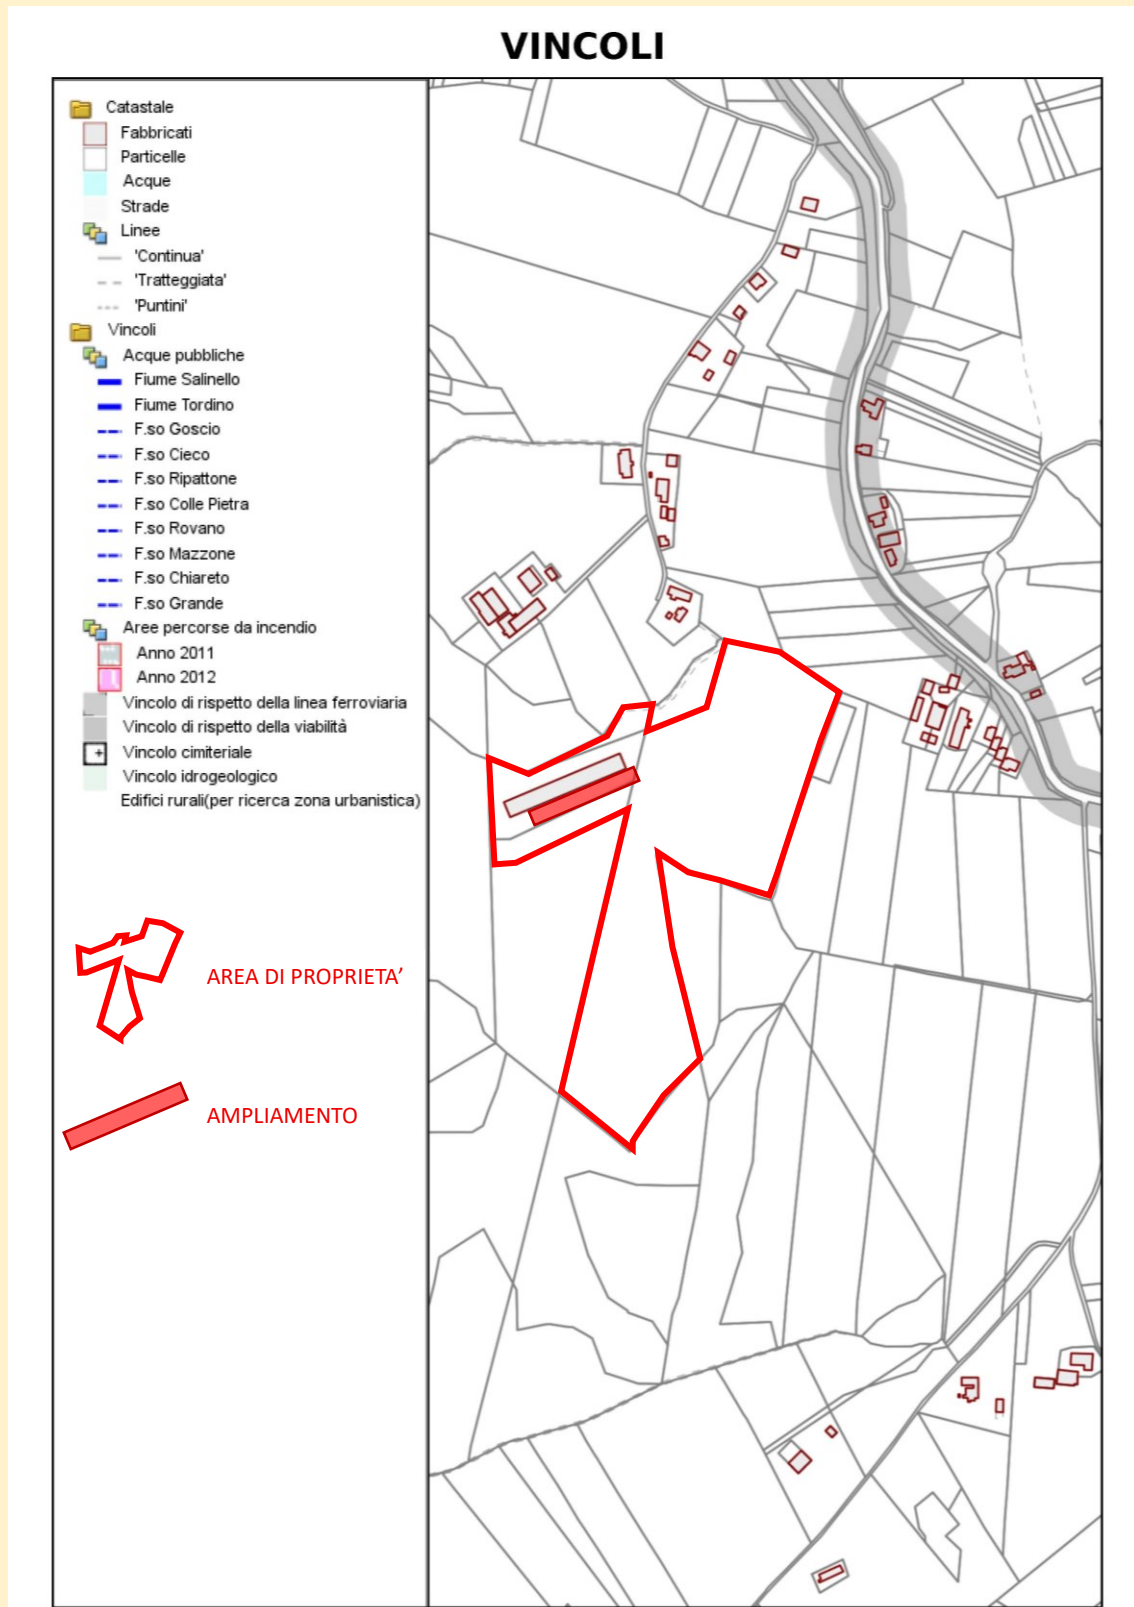 VINCOLI
Catastale
Fabbricati
Particelle
Acque
Strade
Linee
'Continua'
'Tratteggiata'
'Puntini'
Vincoli
Acque pubbliche
Fiume Salinello
Fiume Tordino
F.so Goscio
F.so Cieco
F.so Ripattone
F.so Colle Pietra
F.so Rovano
F.so Mazzone
F.so Chiareto
F.so Grande
Aree percorse da incendio
Anno 2011
Anno 2012
Vincolo di rispetto della linea ferroviaria
Vincolo di rispetto della viabilità
Vincolo cimiteriale
Vincolo idrogeologico
Edifici rurali(per ricerca zona urbanistica)
AREA DI PROPRIETA’
AMPLIAMENTO